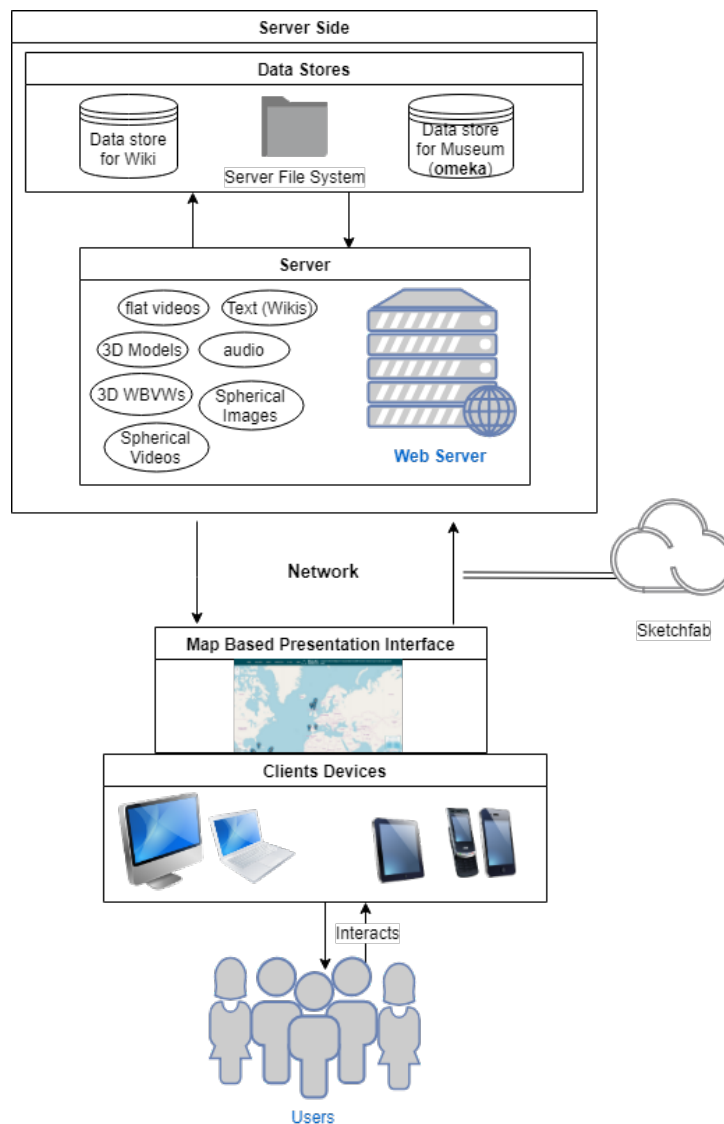 Server Side
Data Stores
Data store
for Wiki
Server File System
Data store
for Museum
(omeka)
Server
flat videos
Text (Wikis)
3D Models
audio
3D WBVWs
Spherical
Images
Spherical
Videos
Web Server
Network
Sketchfab
Map Based Presentation Interface
Clients Devices
Interacts
Users